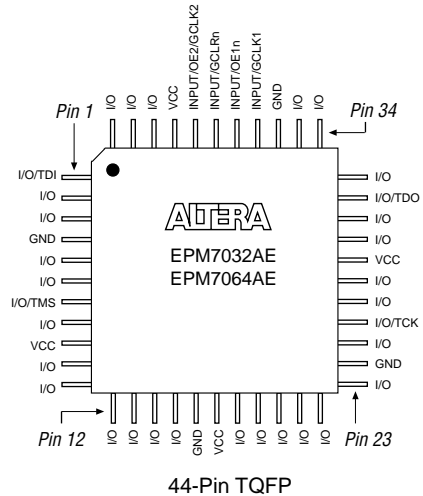 I/O
I/O
I/O
VCC
INPUT/OE2/GCLK2
INPUT/GCLRn
INPUT/OE1n
INPUT/GCLK1
GND
I/O
I/O
Pin 1
Pin 34
I/O/TDI
I/O
I/O
GND
I/O
I/O
I/O/TMS
I/O
VCC
I/O
I/O
ALTERA
EPM7032AE
EPM7064AE
I/O
I/O/TDO
I/O
I/O
VCC
I/O
I/O
I/O/TCK
I/O
GND
I/O
Pin 12
Pin 23
I/O
I/O
I/O
I/O
GND
VCC
I/O
I/O
I/O
I/O
I/O
44-Pin TQFP